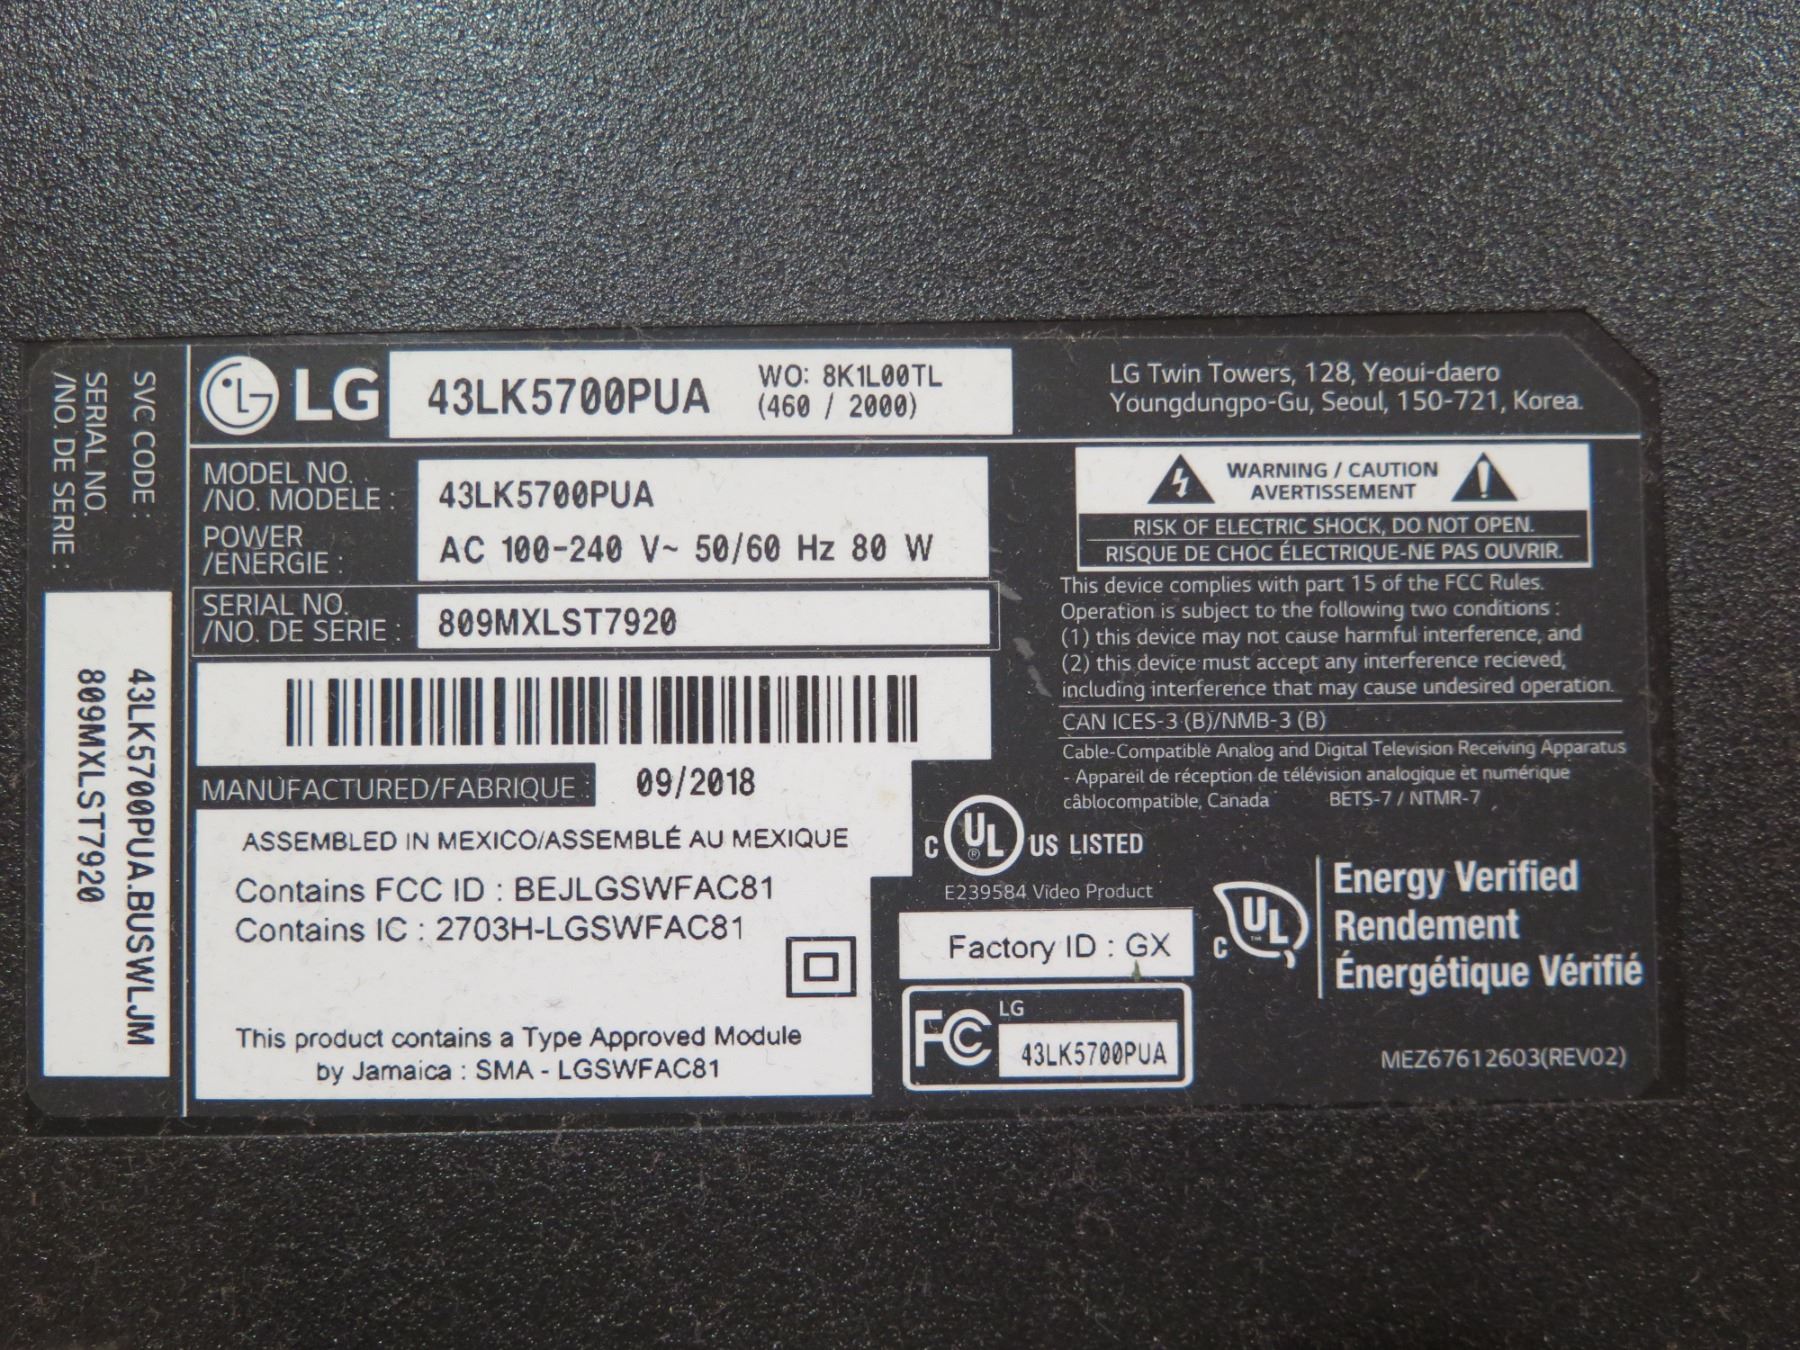 SVC CODE :
SERIAL NO.
/NO. DE SERIE :
43LK5700PUA.BUSWLJM
809MXLST7920
LG
43LK5700PUA
WO: 8K1L00TL
(460 / 2000)
LG Twin Towers, 128, Yeoui-daero
Youngdungpo-Gu, Seoul, 150-721, Korea.
MODEL NO.
/NO. MODELE :
43LK5700PUA
POWER
/ENERGIE :
AC 100-240 V~ 50/60 Hz 80 W
SERIAL NO.
/NO. DE SERIE :
809MXLST7920
MANUFACTURED/FABRIQUE : 09/2018
ASSEMBLED IN MEXICO/ASSEMBLÉ AU MEXIQUE
Contains FCC ID : BEJLGSWFAC81
Contains IC : 2703H-LGSWFAC81
This product contains a Type Approved Module
by Jamaica : SMA - LGSWFAC81
WARNING / CAUTION
AVERTISSEMENT
RISK OF ELECTRIC SHOCK, DO NOT OPEN.
RISQUE DE CHOC ÉLECTRIQUE-NE PAS OUVRIR.
This device complies with part 15 of the FCC Rules.
Operation is subject to the following two conditions :
(1) this device may not cause harmful interference, and
(2) this device must accept any interference recieved,
including interference that may cause undesired operation.
CAN ICES-3 (B)/NMB-3 (B)
Cable-Compatible Analog and Digital Television Receiving Apparatus
- Appareil de réception de télévision analogique et numérique
câblocompatible, Canada BETS-7 / NTMR-7
C UL ® US LISTED
E239584 Video Product
Factory ID : GX
FC LG
43LK5700PUA
C UL ™
Energy Verified
Rendement
Énergétique Vérifié
MEZ67612603(REV02)